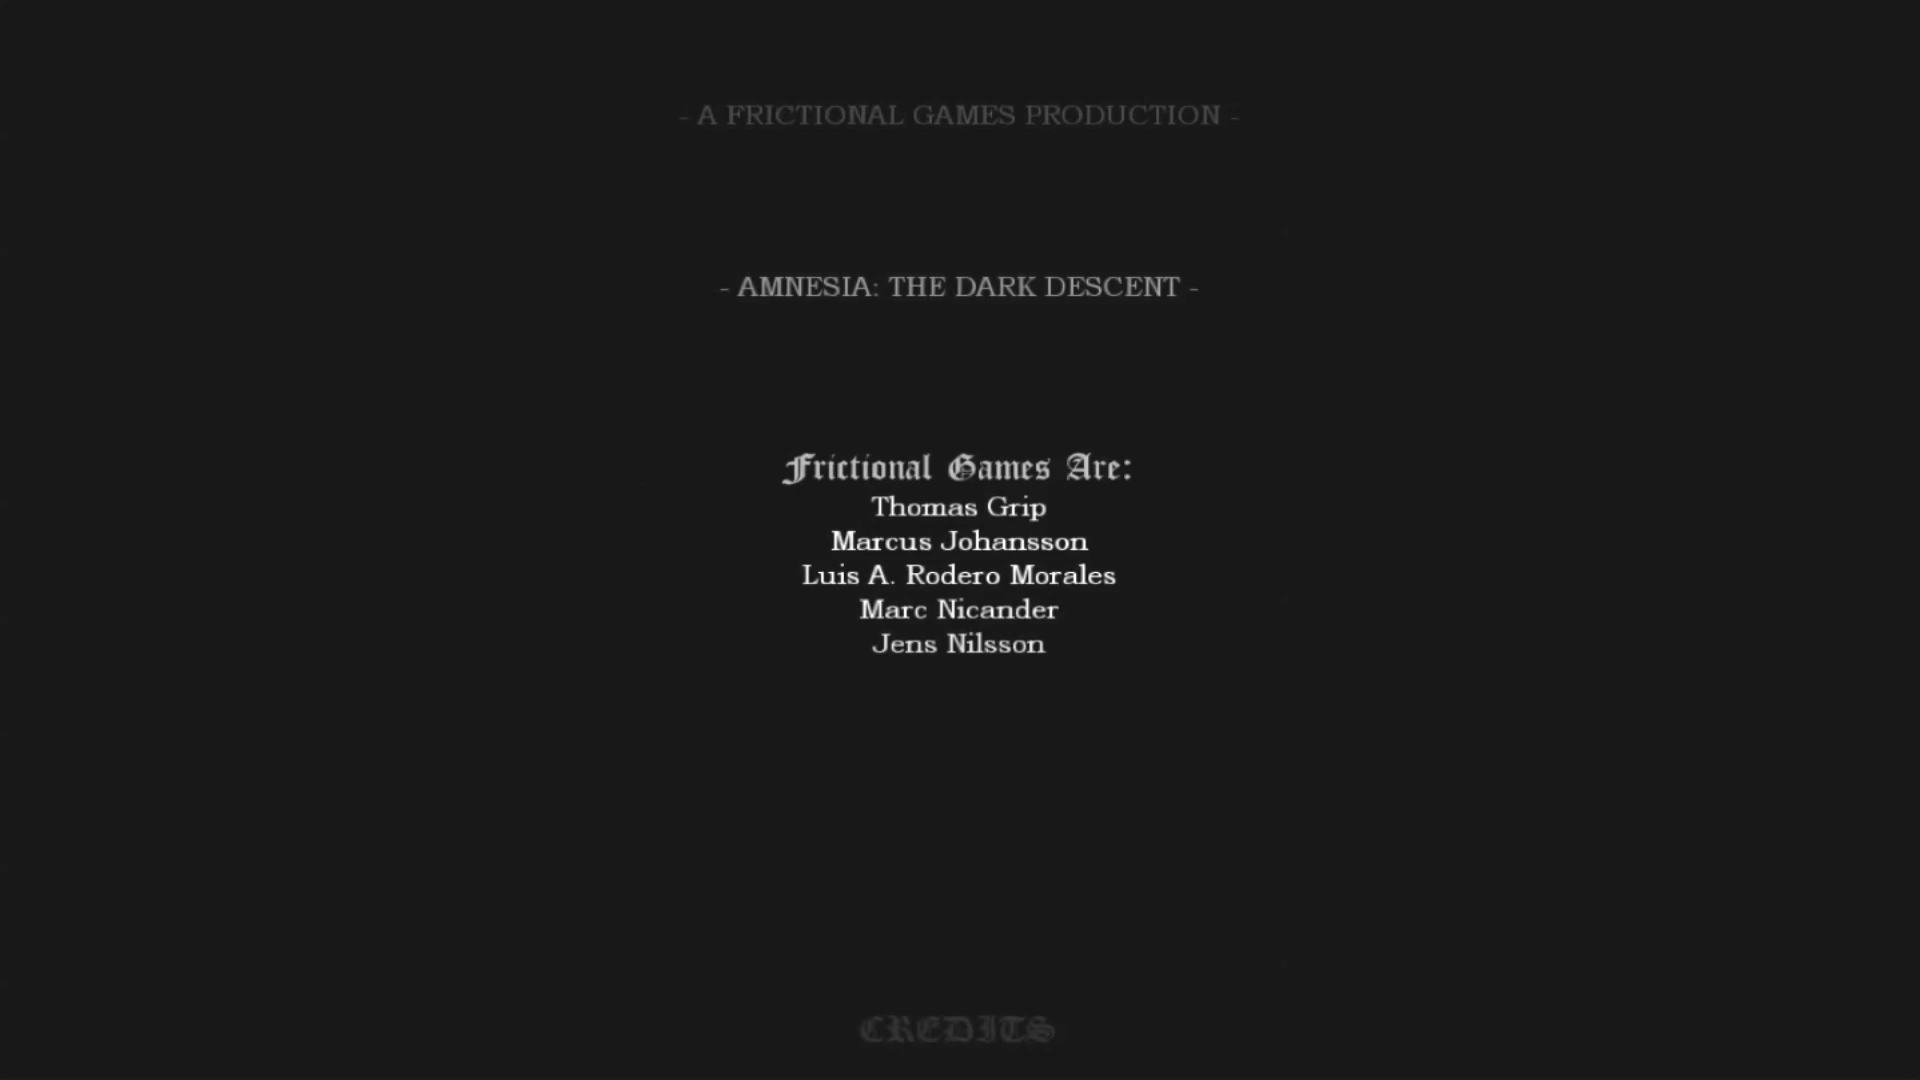 - A FRICTIONAL GAMES PRODUCTION -
- AMNESIA: THE DARK DESCENT -
Frictional Games Are:
Thomas Grip
Marcus Johansson
Luis A. Rodero Morales
Marc Nicander
Jens Nilsson
CREDITS